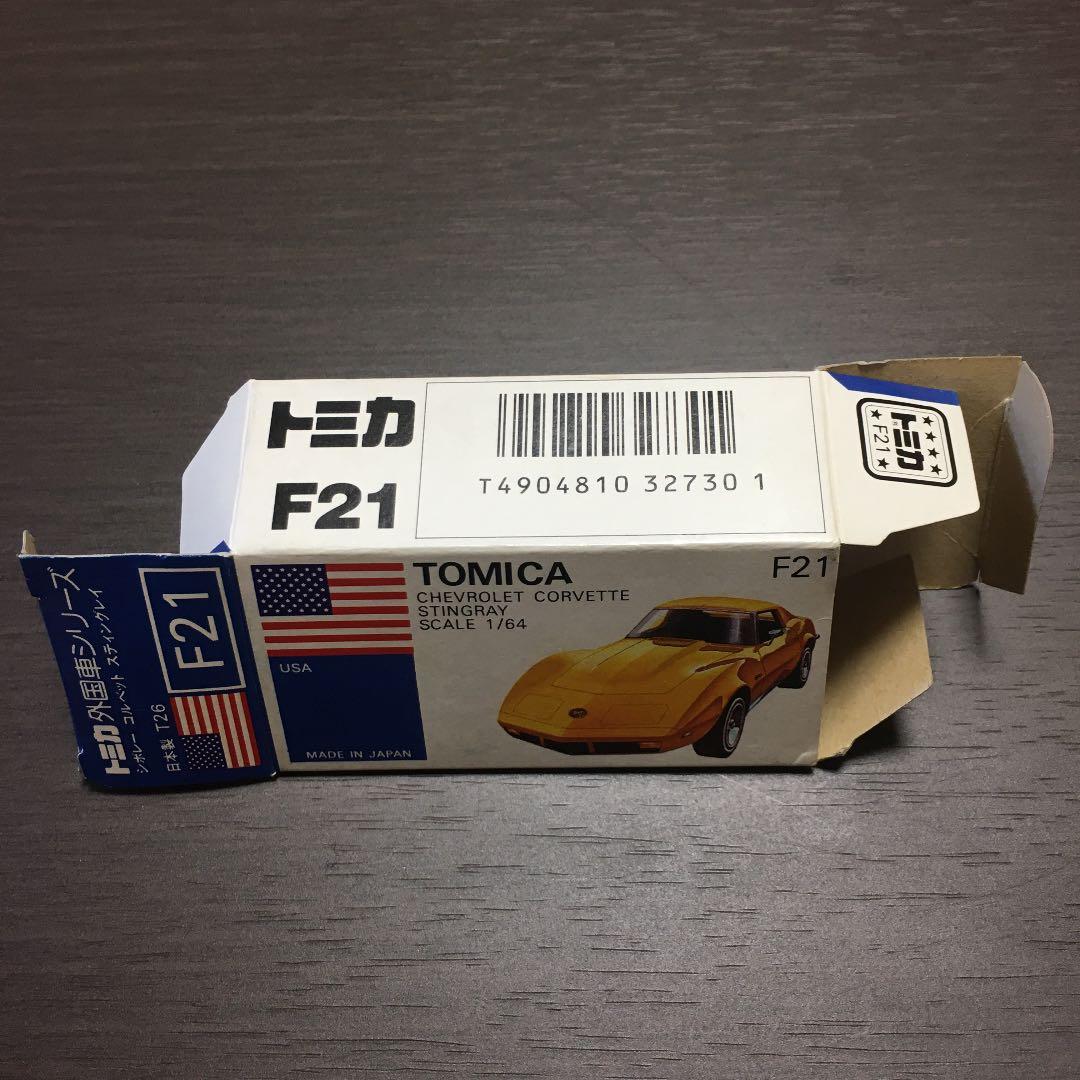 トミカ
F21
T4904810 32730 1
トミカ
F21
TOMICA
CHEVROLET CORVETTE
STINGRAY
SCALE 1/64
F21
USA
MADE IN JAPAN
トミカ 外国車シリーズ
シボレー コルベット スティングレイ
日本製 T26
F21